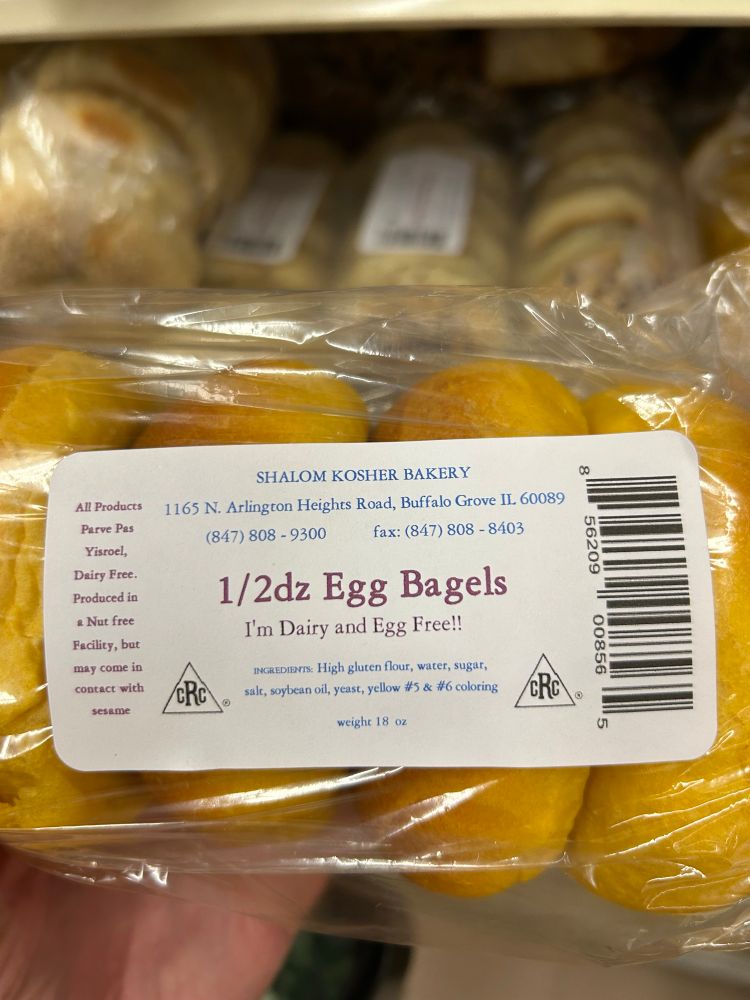 SHALOM KOSHER BAKERY
1165 N. Arlington Heights Road, Buffalo Grove IL 60089
(847) 808 - 9300 fax: (847) 808 - 8403
1/2dz Egg Bagels
I'm Dairy and Egg Free!!
INGREDIENTS: High gluten flour, water, sugar,
salt, soybean oil, yeast, yellow #5 & #6 coloring
weight 18 oz
All Products
Parve Pas
Yisroel,
Dairy Free.
Produced in
a Nut free
Facility, but
may come in
contact with
sesame
cRc ®
cRc ®
8 56209 00856 5